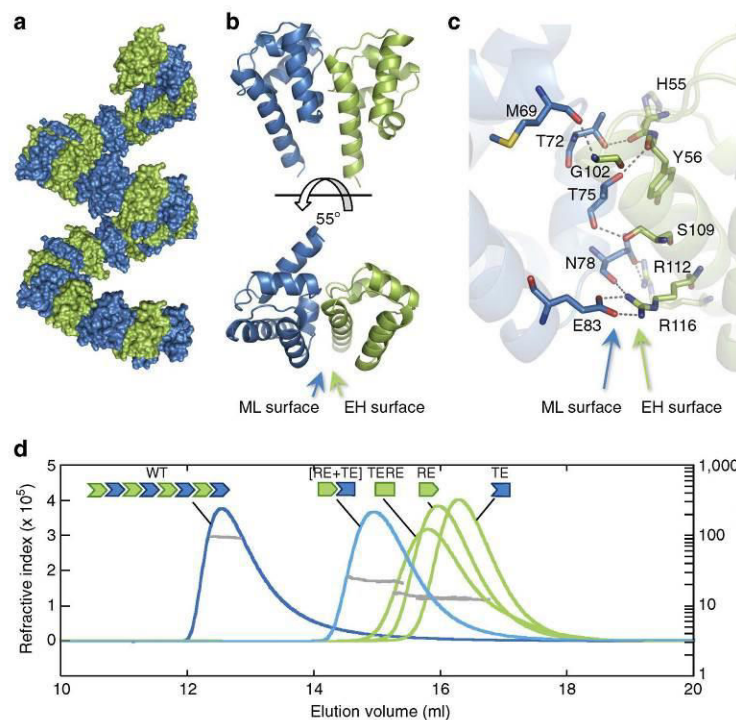 a
b
c
55°
ML surface
EH surface
H55
M69
T72
G102
Y56
T75
S109
N78
R112
E83
R116
ML surface
EH surface
d
WT
[RE+TE]
TERE
RE
TE
5
4
3
2
1
0
Refractive index (x 10⁵)
1,000
100
10
1
10
12
14
16
18
20
Elution volume (ml)